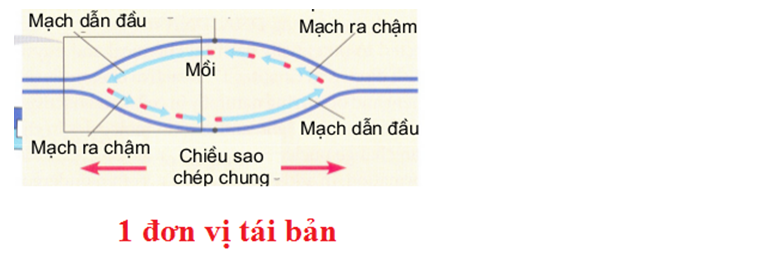 Mạch dẫn đầu
Mạch ra chậm
Mồi
Mạch dẫn đầu
Mạch ra chậm
Chiều sao
chép chung
1 đơn vị tái bản